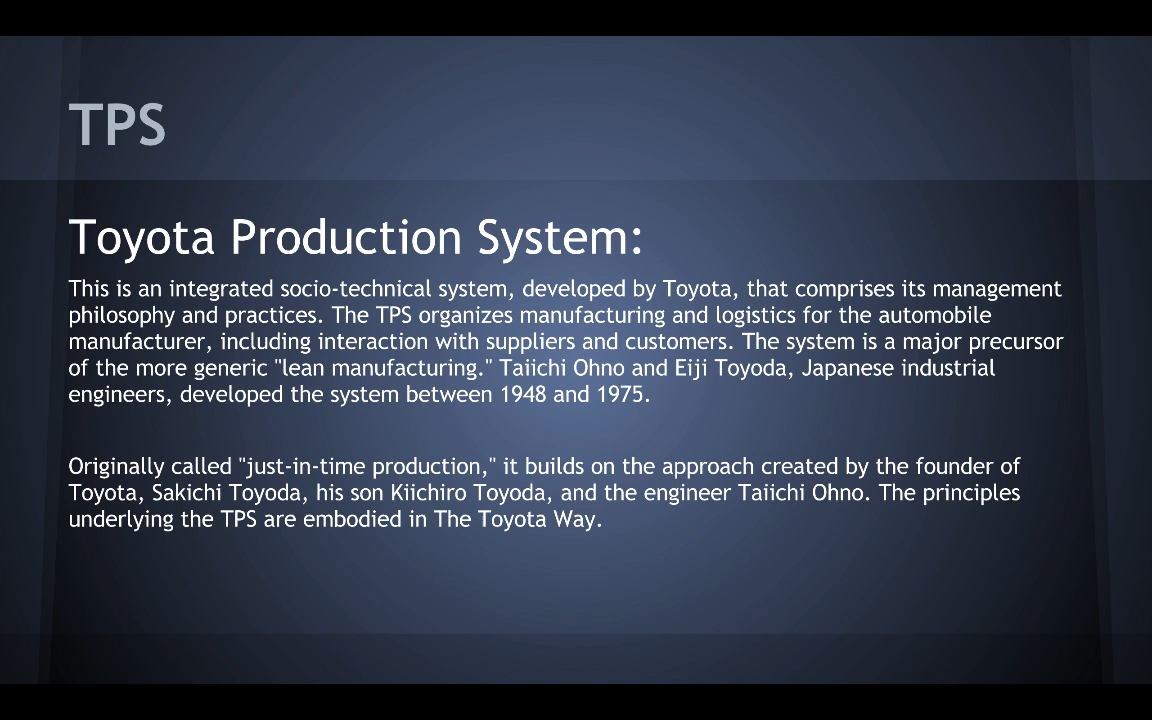 TPS
Toyota Production System:
This is an integrated socio-technical system, developed by Toyota, that comprises its management
philosophy and practices. The TPS organizes manufacturing and logistics for the automobile
manufacturer, including interaction with suppliers and customers. The system is a major precursor
of the more generic "lean manufacturing." Taiichi Ohno and Eiji Toyoda, Japanese industrial
engineers, developed the system between 1948 and 1975.
Originally called "just-in-time production," it builds on the approach created by the founder of
Toyota, Sakichi Toyoda, his son Kiichiro Toyoda, and the engineer Taiichi Ohno. The principles
underlying the TPS are embodied in The Toyota Way.